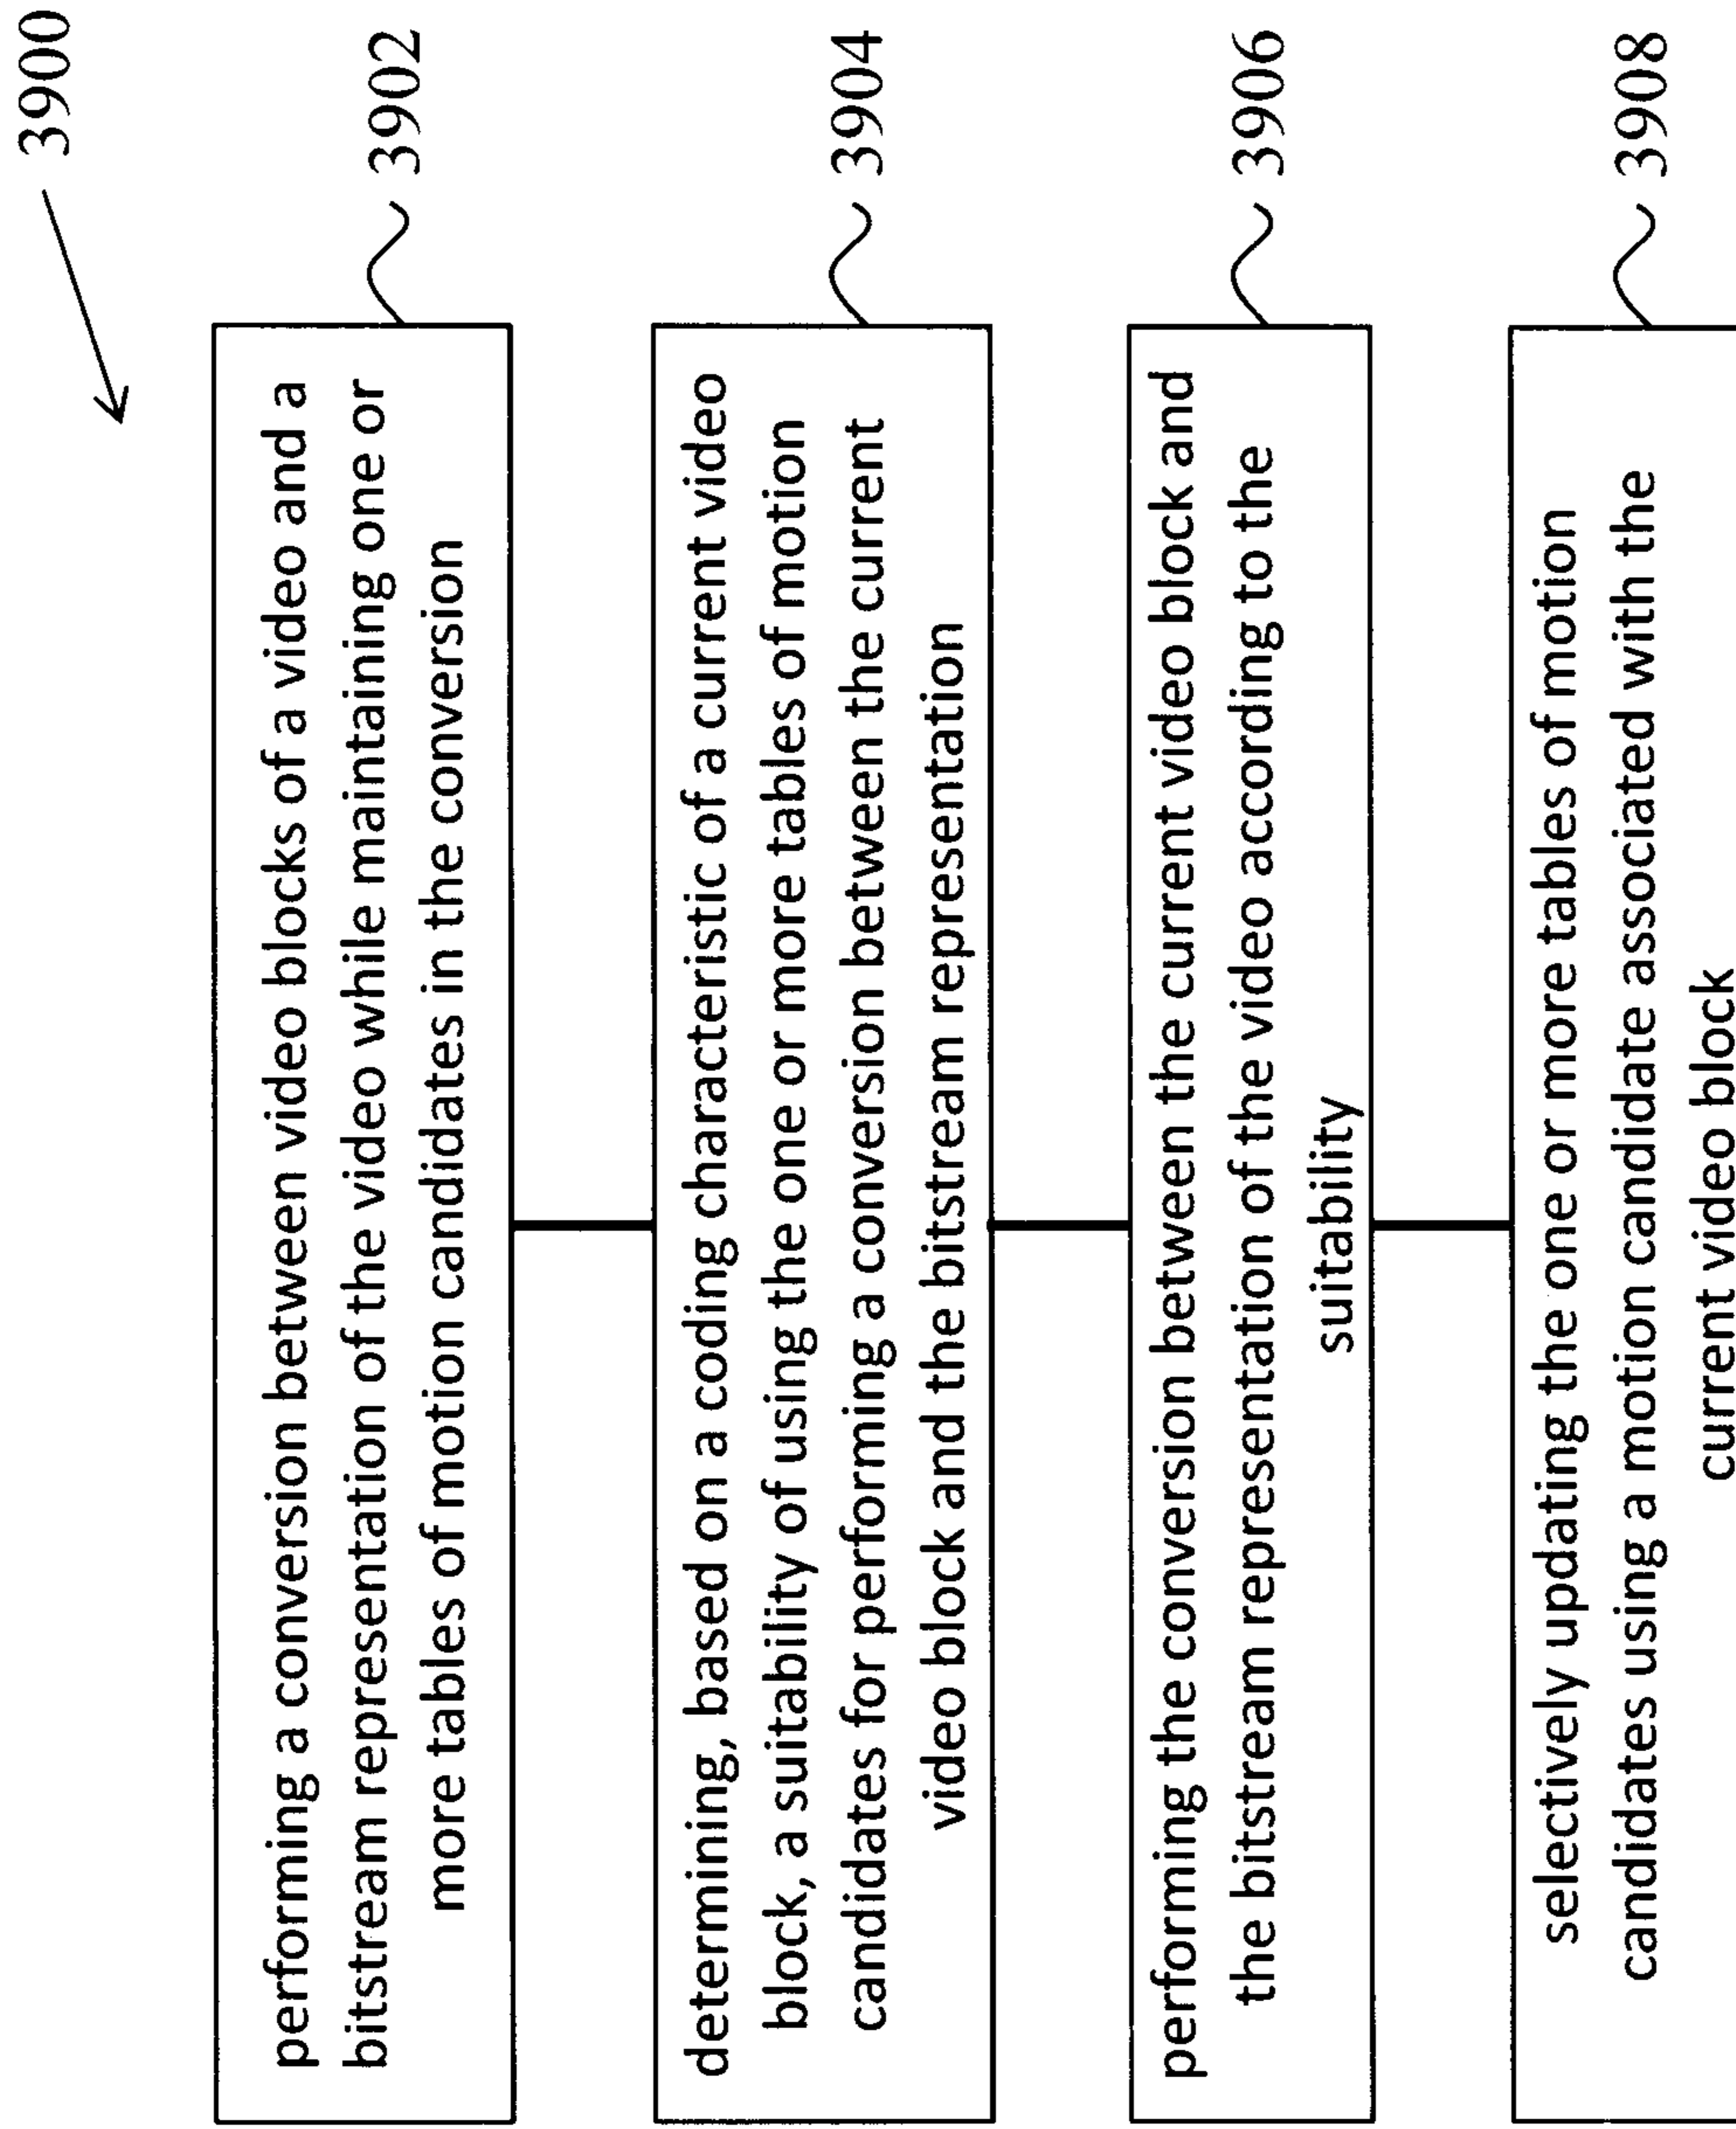 3900
performing a conversion between video blocks of a video and a
bitstream representation of the video while maintaining one or
more tables of motion candidates in the conversion
3902
determining, based on a coding characteristic of a current video
block, a suitability of using the one or more tables of motion
candidates for performing a conversion between the current
video block and the bitstream representation
3904
performing the conversion between the current video block and
the bitstream representation of the video according to the
suitability
3906
selectively updating the one or more tables of motion
candidates using a motion candidate associated with the
current video block
3908